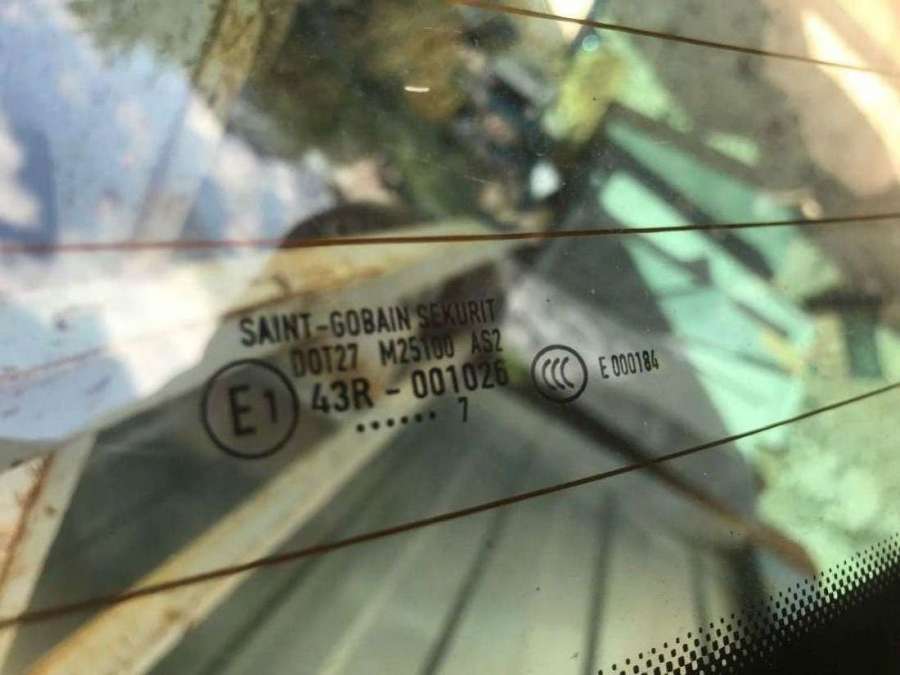 SAINT-GOBAIN SEKURIT
DOT27 M25100 AS2
E1 43R - 001026
...... 7
CCC E 000184